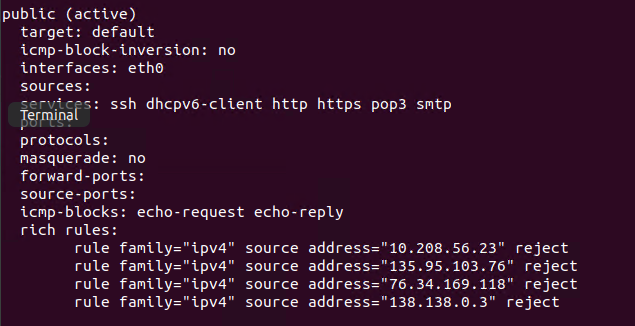 public (active)
target: default
icmp-block-inversion: no
interfaces: eth0
sources:
services: ssh dhcpv6-client http https pop3 smtp
Terminal
ports:
protocols:
masquerade: no
forward-ports:
source-ports:
icmp-blocks: echo-request echo-reply
rich rules:
rule family="ipv4" source address="10.208.56.23" reject
rule family="ipv4" source address="135.95.103.76" reject
rule family="ipv4" source address="76.34.169.118" reject
rule family="ipv4" source address="138.138.0.3" reject